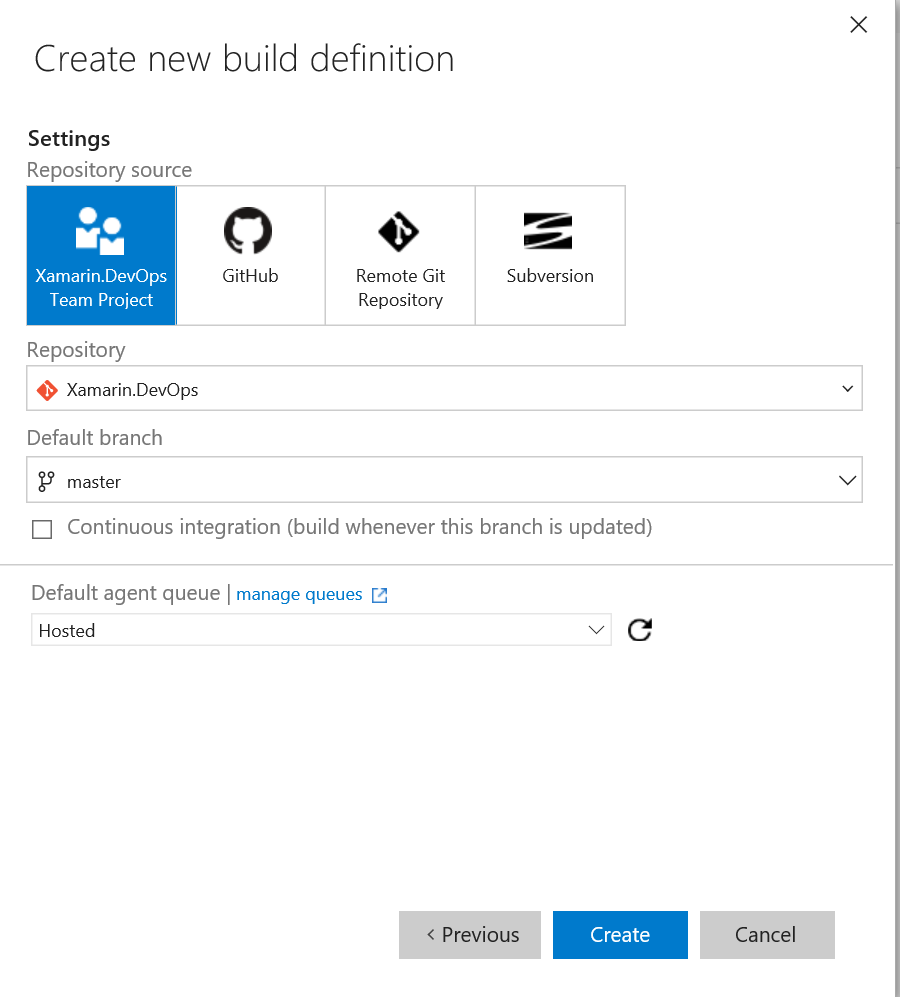 Create new build definition
Settings
Repository source
Xamarin.DevOps
Team Project
GitHub
Remote Git
Repository
Subversion
Repository
Xamarin.DevOps
Default branch
master
Continuous integration (build whenever this branch is updated)
Default agent queue | manage queues
Hosted
< Previous
Create
Cancel